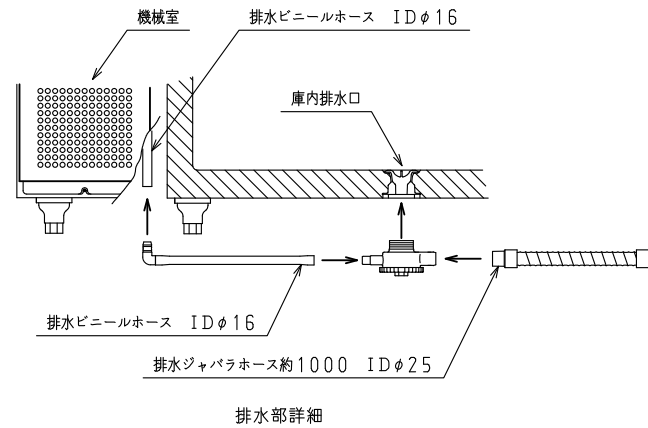 機械室
排水ビニールホース IDφ16
庫内排水口
排水ビニールホース IDφ16
排水ジャバラホース約1000 IDφ25
排水部詳細